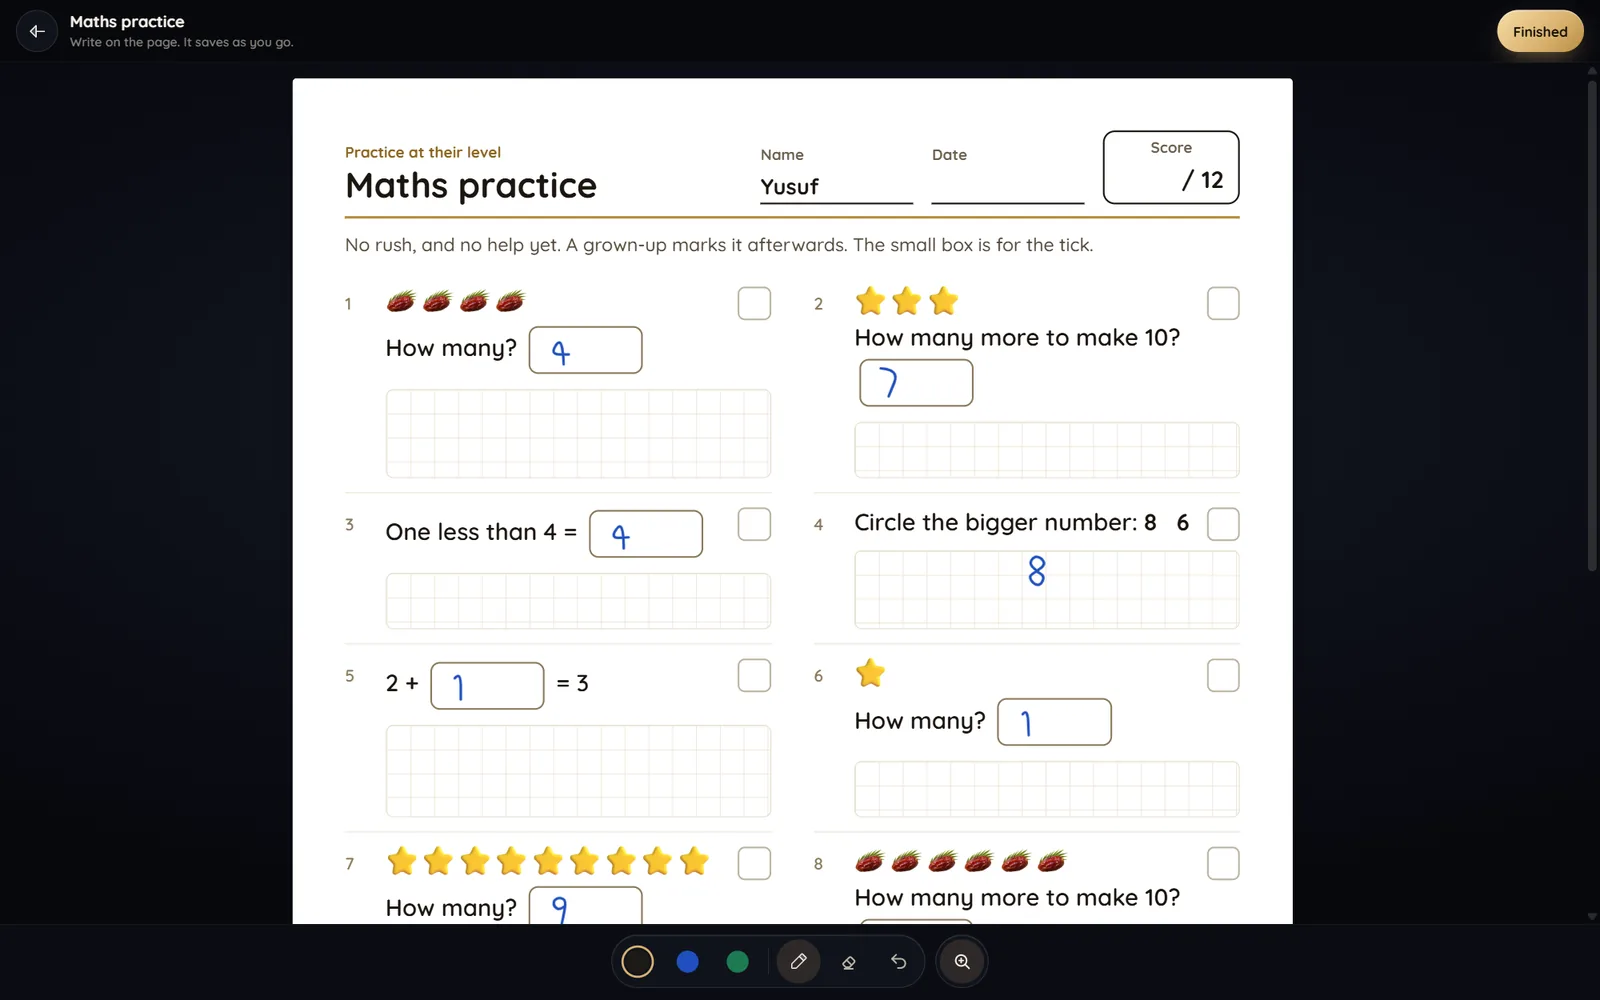 Maths practice
Write on the page. It saves as you go.
Finished
Practice at their level
Maths practice
Name
Yusuf
Date
Score
/ 12
No rush, and no help yet. A grown-up marks it afterwards. The small box is for the tick.
1
How many? 4
2
How many more to make 10?
7
3 One less than 4 = 4
4 Circle the bigger number: 8 6
8
5 2 + 1 = 3
6
How many? 1
7
How many? 9
8
How many more to make 10?